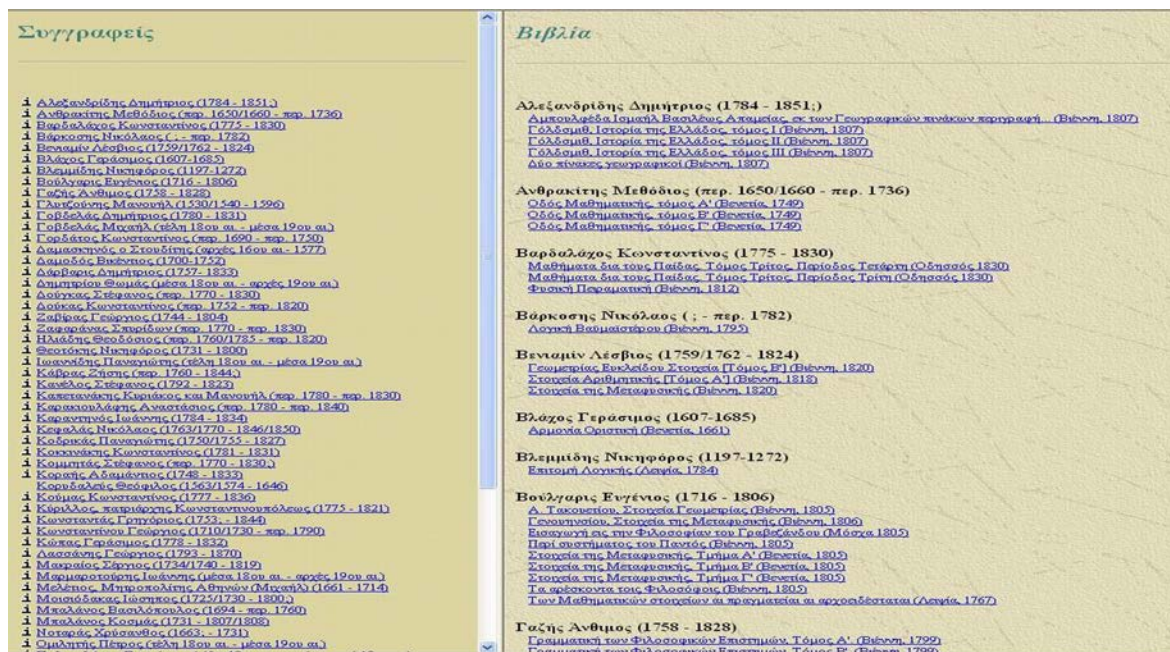 Συγγραφείς
i Αλεξανδρίδης Δημήτριος (1784 - 1851;)
i Ανθρακίτης Μεθόδιος (περ. 1650/1660 - περ. 1736)
i Βαρδαλάχος Κωνσταντίνος (1775 - 1830)
i Βάρκοσης Νικόλαος ( ; - περ. 1782)
i Βενιαμίν Λέσβιος (1759/1762 - 1824)
i Βλάχος Γεράσιμος (1607-1685)
i Βλεμμίδης Νικηφόρος (1197-1272)
i Βούλγαρις Ευγένιος (1716 - 1806)
i Γαζής Άνθιμος (1758 - 1828)
i Γλυτζούνης Μανουήλ (1530/1540 - 1596)
i Γοβδελάς Δημήτριος (1780 - 1831)
i Γοβδελάς Μιχαήλ (τέλη 18ου αι. - μέσα 19ου αι.)
i Γορδάτος Κωνσταντίνος (περ. 1690 - περ. 1750)
i Δαμασκηνός ο Στουδίτης (αρχές 16ου αι. - 1577)
i Δαμοδός Βικέντιος (1700-1752)
i Δάρβαρις Δημήτριος (1757- 1833)
i Δημητρίου Θωμάς (μέσα 18ου αι. - αρχές 19ου αι.)
i Δούγκας Στέφανος (περ. 1770 - 1830)
i Δούκας Κωνσταντίνος (περ. 1752 - περ. 1820)
i Ζαβίρας Γεώργιος (1744 - 1804)
i Ζαφαράνας Σπυρίδων (περ. 1770 - περ. 1830)
i Ηλιάδης Θεοδόσιος (περ. 1760/1785 - περ. 1820)
i Θεοτόκης Νικηφόρος (1731 - 1800)
i Ιωαννίδης Παναγιώτης (τέλη 18ου αι. - μέσα 19ου αι.)
i Κάβρας Ζήσης (περ. 1760 - 1844;)
i Κανέλος Στέφανος (1792 - 1823)
i Καπετανάκης Κυριάκος και Μανουήλ (περ. 1780 - περ. 1830)
i Καρακιουλάφης Αναστάσιος (περ. 1780 - περ. 1840)
i Καραντηνός Ιωάννης (1784 - 1834)
i Κεφαλάς Νικόλαος (1763/1770 - 1846/1850)
i Κοδρικάς Παναγιώτης (1750/1755 - 1827)
i Κοκκινάκης Κωνσταντίνος (1781 - 1831)
i Κομμητάς Στέφανος (περ. 1770 - 1830;)
i Κοραής Αδαμάντιος (1748 - 1833)
Κορυδαλεύς Θεόφιλος (1563/1574 - 1646)
i Κούμας Κωνσταντίνος (1777 - 1836)
i Κύριλλος, πατριάρχης Κωνσταντινουπόλεως (1775 - 1821)
i Κωνσταντάς Γρηγόριος (1753; - 1844)
i Κωνσταντίνου Γεώργιος (1710/1730 - περ. 1790)
i Κώπας Γεράσιμος (1778 - 1832)
i Λασσάνης Γεώργιος (1793 - 1870)
i Μακραίος Σέργιος (1734/1740 - 1819)
i Μαρμαροτούρης Ιωάννης (μέσα 18ου αι. - αρχές 19ου αι.)
i Μελέτιος, Μητροπολίτης Αθηνών (Μιχαήλ) (1661 - 1714)
i Μοισιόδακας Ιώσηπος (1725/1730 - 1800;)
i Μπαλάνος Βασιλόπουλος (1694 - περ. 1760)
i Μπαλάνος Κοσμάς (1731 - 1807/1808)
i Νοταράς Χρύσανθος (1663; - 1731)
i Ομιλητής Πέτρος (τέλη 18ου αι. - μέσα 19ου αι.)
Βιβλία
Αλεξανδρίδης Δημήτριος (1784 - 1851;)
Αμπουλφέδα Ισμαήλ Βασιλέως Απαμείας, εκ των Γεωγραφικών πινάκων περιγραφή... (Βιέννη, 1807)
Γόλδσμιθ, Ιστορία της Ελλάδος, τόμος Ι (Βιέννη, 1807)
Γόλδσμιθ, Ιστορία της Ελλάδος, τόμος ΙΙ (Βιέννη, 1807)
Γόλδσμιθ, Ιστορία της Ελλάδος, τόμος ΙΙΙ (Βιέννη, 1807)
Δύο πίνακες γεωγραφικοί (Βιέννη, 1807)
Ανθρακίτης Μεθόδιος (περ. 1650/1660 - περ. 1736)
Οδός Μαθηματικής, τόμος Α' (Βενετία, 1749)
Οδός Μαθηματικής, τόμος Β' (Βενετία, 1749)
Οδός Μαθηματικής, τόμος Γ' (Βενετία, 1749)
Βαρδαλάχος Κωνσταντίνος (1775 - 1830)
Μαθήματα δια τους Παίδας, Τόμος Τρίτος, Περίοδος Τετάρτη (Οδησσός 1830)
Μαθήματα δια τους Παίδας, Τόμος Τρίτος, Περίοδος Τρίτη (Οδησσός 1830)
Φυσική Πειραματική (Βιέννη, 1812)
Βάρκοσης Νικόλαος ( ; - περ. 1782)
Λογική Βαυμαϊστέρου (Βιέννη, 1795)
Βενιαμίν Λέσβιος (1759/1762 - 1824)
Γεωμετρίας Ευκλείδου Στοιχεία [Τόμος Β'] (Βιέννη, 1820)
Στοιχεία Αριθμητικής [Τόμος Α'] (Βιέννη, 1818)
Στοιχεία της Μεταφυσικής (Βιέννη, 1820)
Βλάχος Γεράσιμος (1607-1685)
Αρμονία Οριστική (Βενετία, 1661)
Βλεμμίδης Νικηφόρος (1197-1272)
Επιτομή Λογικής (Λειψία, 1784)
Βούλγαρις Ευγένιος (1716 - 1806)
Α. Τακουετίου, Στοιχεία Γεωμετρίας (Βιέννη, 1805)
Γενουηνσίου, Στοιχεία της Μεταφυσικής (Βιέννη, 1806)
Εισαγωγή εις την Φιλοσοφίαν του Γραβεζάνδου (Μόσχα 1805)
Περί συστήματος του Παντός (Βιέννη, 1805)
Στοιχεία της Μεταφυσικής, Τμήμα Α' (Βενετία, 1805)
Στοιχεία της Μεταφυσικής, Τμήμα Β' (Βενετία, 1805)
Στοιχεία της Μεταφυσικής, Τμήμα Γ' (Βενετία, 1805)
Τα αρέσκοντα τοις Φιλοσόφοις (Βιέννη, 1805)
Των Μαθηματικών στοιχείων αι πραγματείαι αι αρχοειδέσταται (Λειψία, 1767)
Γαζής Άνθιμος (1758 - 1828)
Γραμματική των Φιλοσοφικών Επιστημών, Τόμος Α'. (Βιέννη, 1799)
Γραμματική των Φιλοσοφικών Επιστημών, Τόμος Β'. (Βιέννη, 1799)